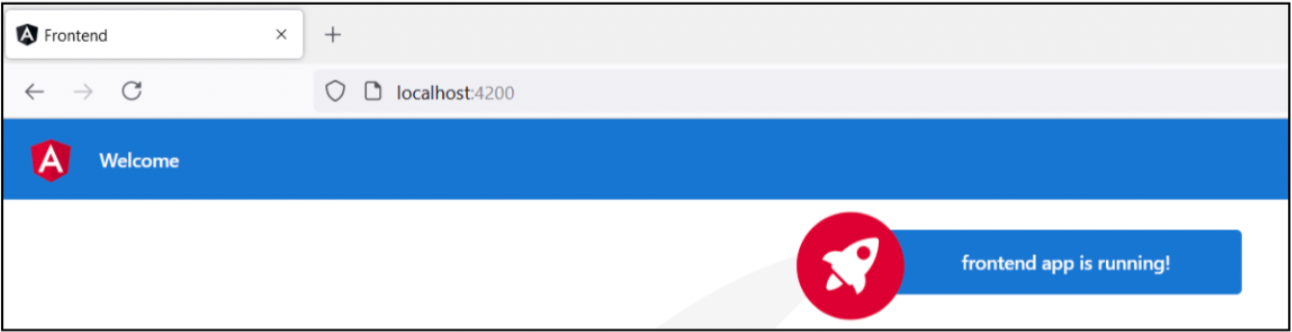 Frontend
localhost:4200
Welcome
frontend app is running!